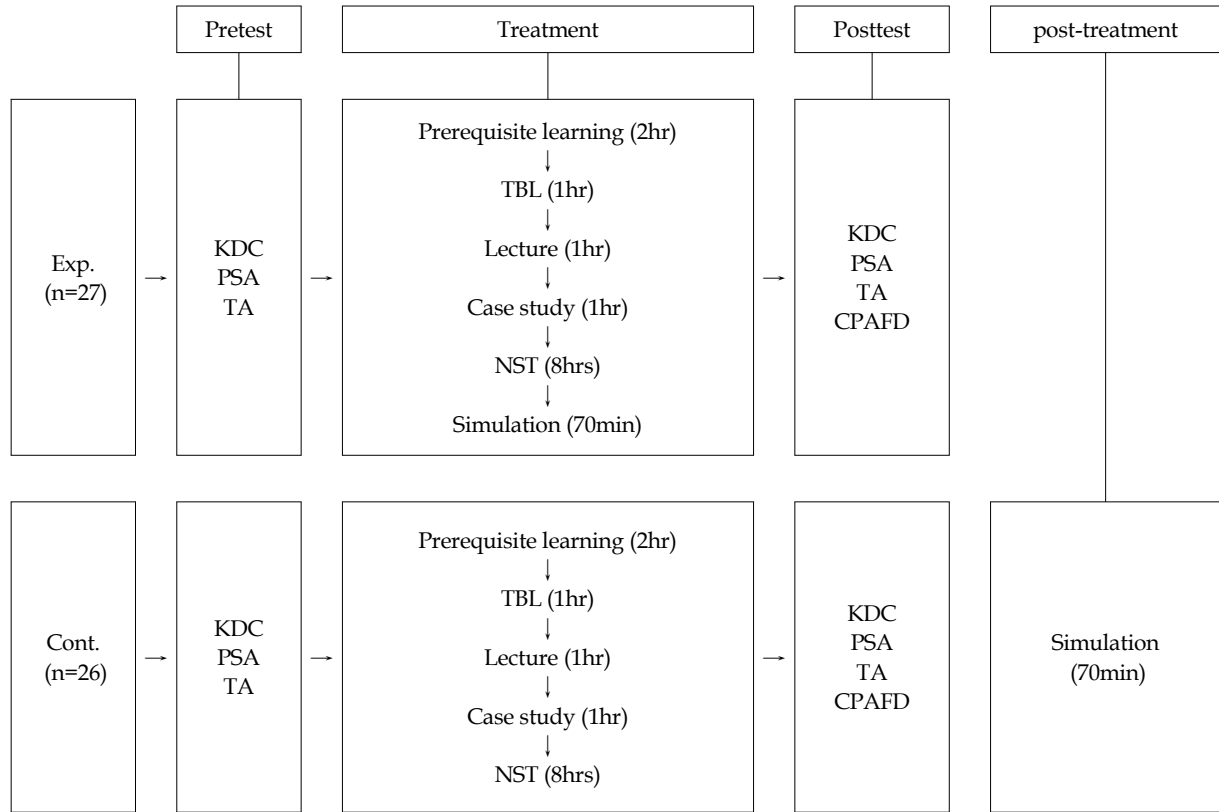 Pretest
Treatment
Posttest
post-treatment
Exp.
(n=27)
KDC
PSA
TA
Prerequisite learning (2hr)
TBL (1hr)
Lecture (1hr)
Case study (1hr)
NST (8hrs)
Simulation (70min)
KDC
PSA
TA
CPAFD
Cont.
(n=26)
KDC
PSA
TA
Prerequisite learning (2hr)
TBL (1hr)
Lecture (1hr)
Case study (1hr)
NST (8hrs)
KDC
PSA
TA
CPAFD
Simulation
(70min)